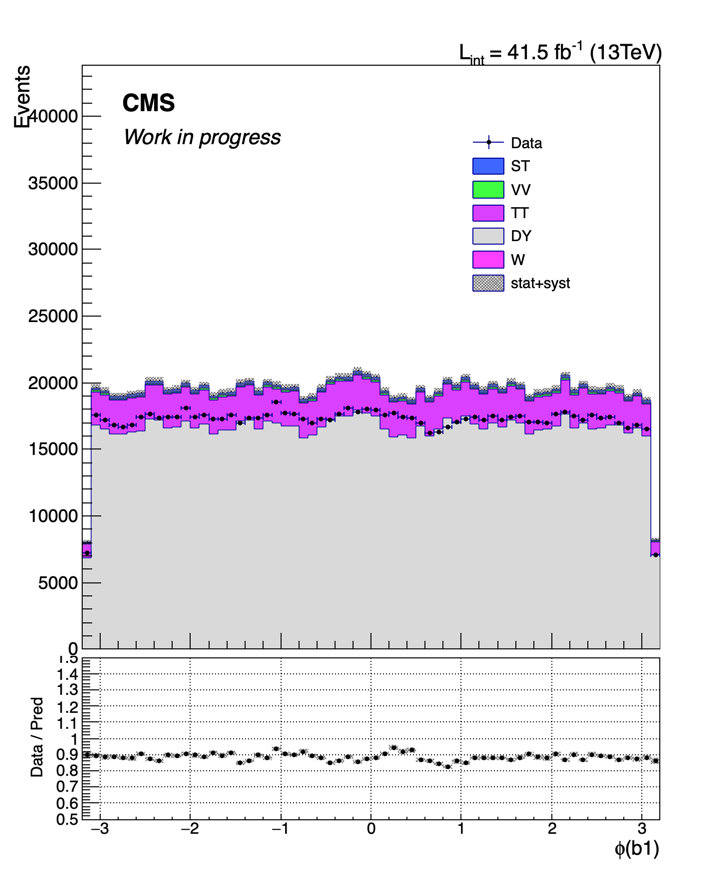 L_int = 41.5 fb^-1 (13TeV)
Events
CMS
Work in progress
Data
ST
VV
TT
DY
W
stat+syst
40000
35000
30000
25000
20000
15000
10000
5000
0
Data / Pred
1.5
1.4
1.3
1.2
1.1
1
0.9
0.8
0.7
0.6
0.5
−3 −2 −1 0 1 2 3
ϕ(b1)